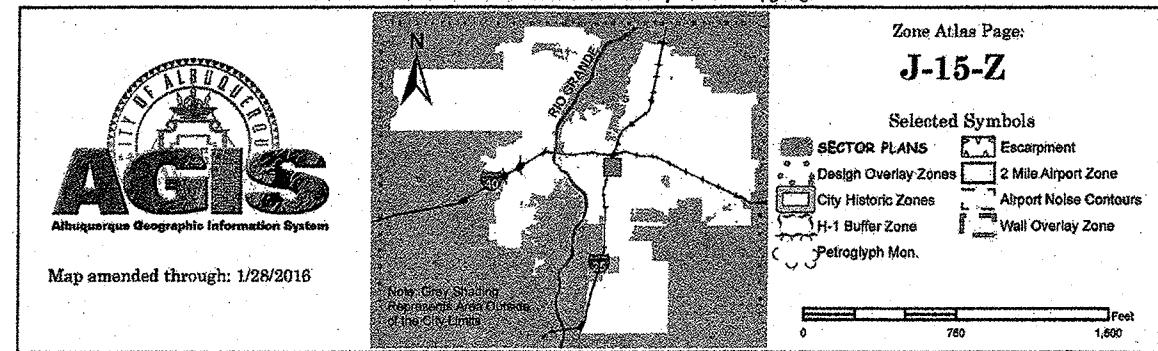 CITY OF ALBUQUERQUE
AGIS
Albuquerque Geographic Information System
Map amended through: 1/28/2016
N
RIO GRANDE
40
Note: Grey Shading
Represents Area Outside
of the City Limits
Zone Atlas Page:
J-15-Z
Selected Symbols
SECTOR PLANS
Design Overlay Zones
City Historic Zones
H-1 Buffer Zone
Petroglyph Mon.
Escarpment
2 Mile Airport Zone
Airport Noise Contours
Wall Overlay Zone
Feet
0 750 1,500